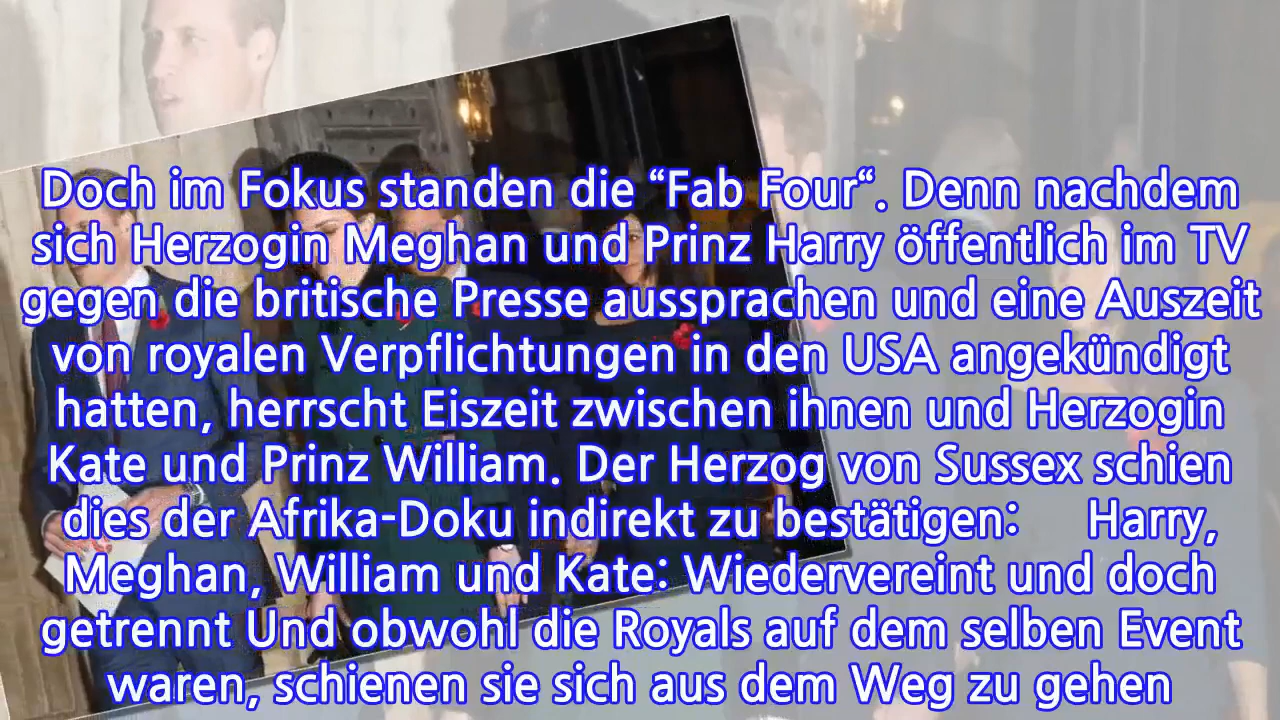 Doch im Fokus standen die “Fab Four“. Denn nachdem
sich Herzogin Meghan und Prinz Harry öffentlich im TV
gegen die britische Presse aussprachen und eine Auszeit
von royalen Verpflichtungen in den USA angekündigt
hatten, herrscht Eiszeit zwischen ihnen und Herzogin
Kate und Prinz William. Der Herzog von Sussex schien
dies der Afrika-Doku indirekt zu bestätigen: Harry,
Meghan, William und Kate: Wiedervereint und doch
getrennt Und obwohl die Royals auf dem selben Event
waren, schienen sie sich aus dem Weg zu gehen